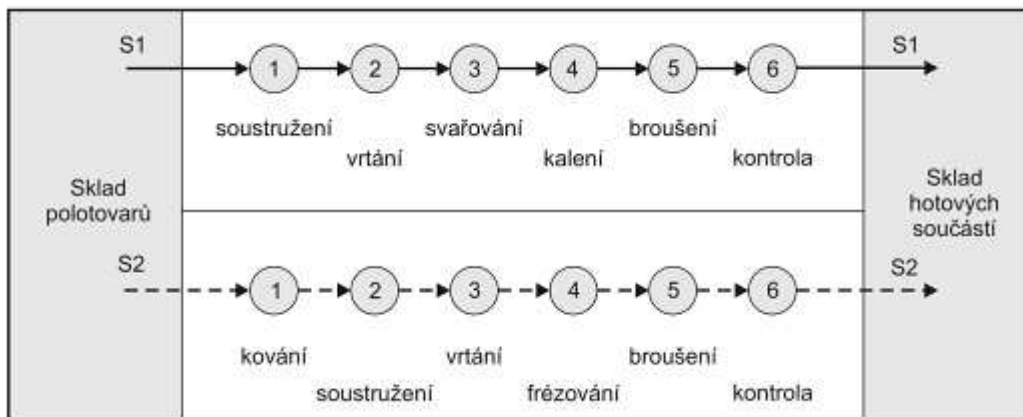 S1
1
2
3
4
5
6
S1
soustružení
svařování
broušení
vrtání
kalení
kontrola
Sklad
polotovarů
Sklad
hotových
součástí
S2
1
2
3
4
5
6
S2
kování
vrtání
broušení
soustružení
frézování
kontrola